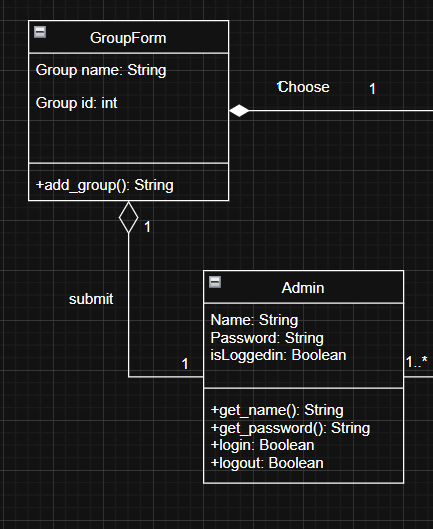 GroupForm
Group name: String
Group id: int
+add_group(): String
1
Choose
1
1
submit
1
Admin
Name: String
Password: String
isLoggedin: Boolean
+get_name(): String
+get_password(): String
+login: Boolean
+logout: Boolean
1..*